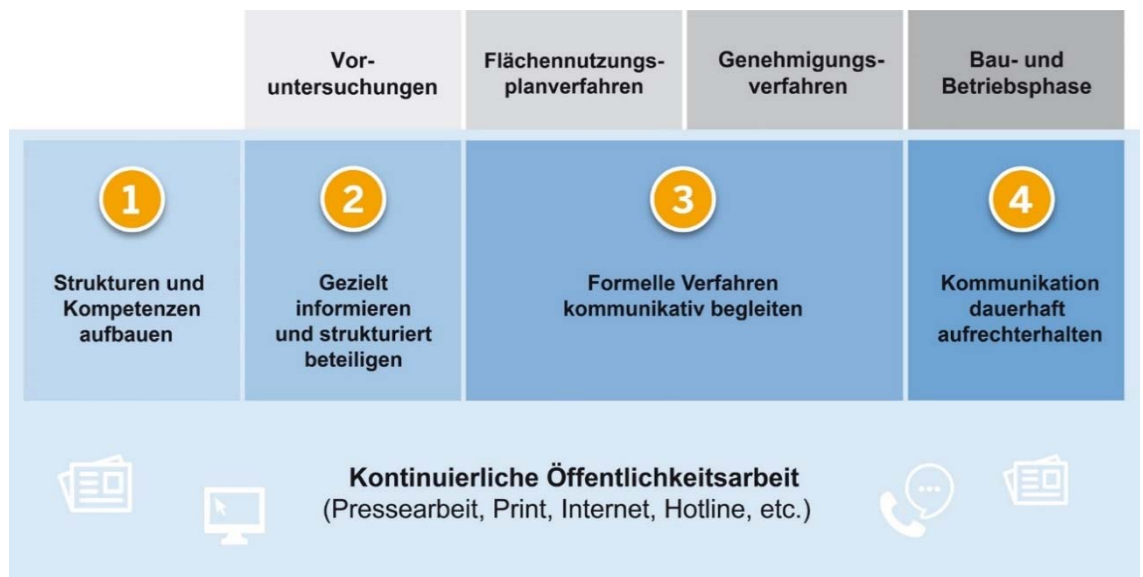 Vor-
untersuchungen
Flächennutzungs-
planverfahren
Genehmigungs-
verfahren
Bau- und
Betriebsphase
1
Strukturen und
Kompetenzen
aufbauen
2
Gezielt
informieren
und strukturiert
beteiligen
3
Formelle Verfahren
kommunikativ begleiten
4
Kommunikation
dauerhaft
aufrechterhalten
Kontinuierliche Öffentlichkeitsarbeit
(Pressearbeit, Print, Internet, Hotline, etc.)